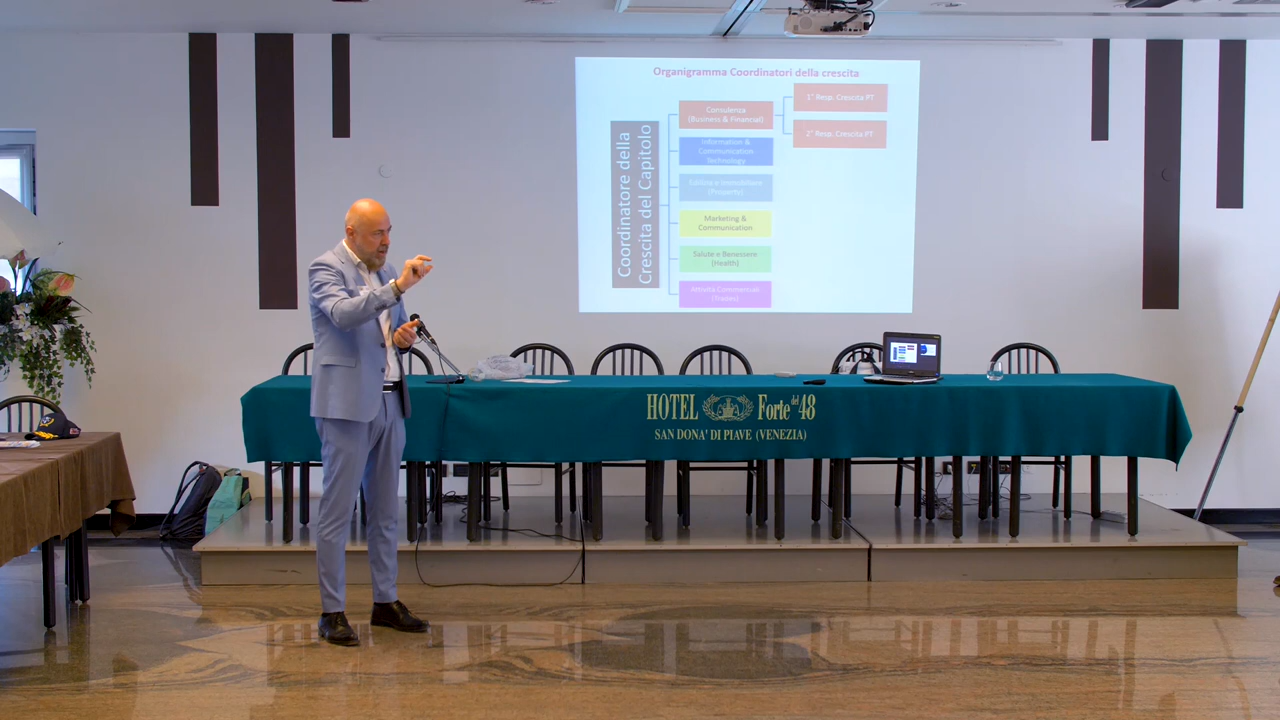 Organigramma Coordinatori della crescita
Coordinatore della
Crescita del Capitolo
Consulenza
(Business & Financial)
1° Resp. Crescita PT
2° Resp. Crescita PT
Information &
Communication
Technology
Edilizia e Immobiliare
(Property)
Marketing &
Communication
Salute e Benessere
(Health)
Attività Commerciali
(Trades)
HOTEL Forte del 48
SAN DONA' DI PIAVE (VENEZIA)